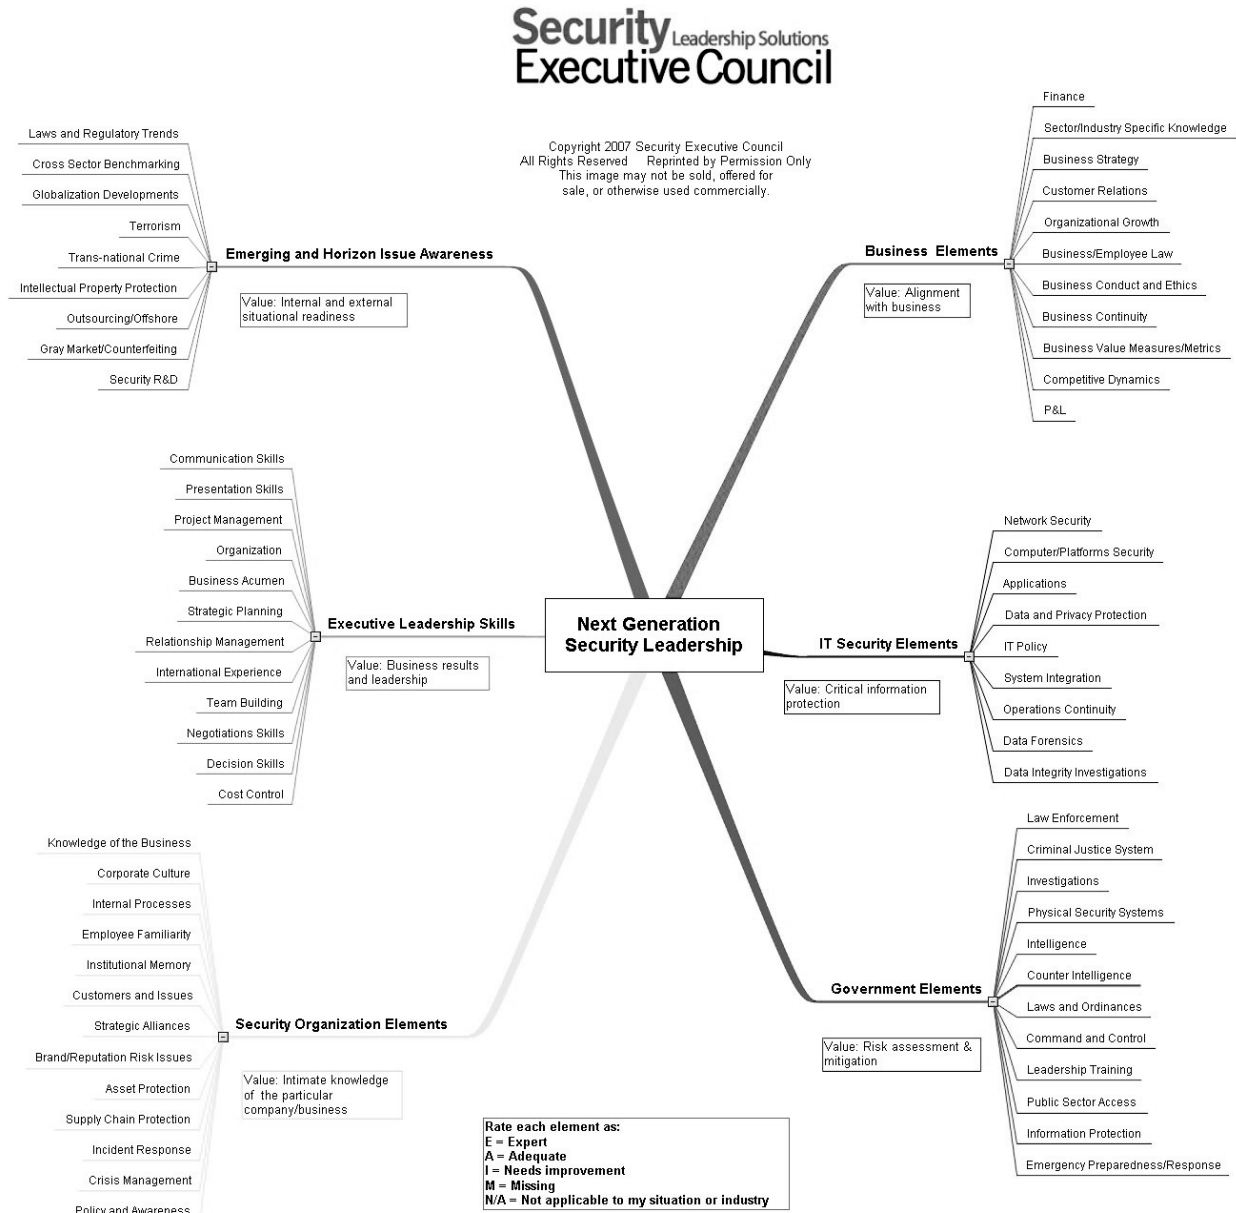 Security Leadership Solutions
Executive Council
Copyright 2007 Security Executive Council
All Rights Reserved Reprinted by Permission Only
This image may not be sold, offered for
sale, or otherwise used commercially.
Laws and Regulatory Trends
Cross Sector Benchmarking
Globalization Developments
Terrorism
Trans-national Crime
Intellectual Property Protection
Outsourcing/Offshore
Gray Market/Counterfeiting
Security R&D
Emerging and Horizon Issue Awareness
Value: Internal and external
situational readiness
Finance
Sector/Industry Specific Knowledge
Business Strategy
Customer Relations
Organizational Growth
Business/Employee Law
Business Conduct and Ethics
Business Continuity
Business Value Measures/Metrics
Competitive Dynamics
P&L
Business Elements
Value: Alignment
with business
Communication Skills
Presentation Skills
Project Management
Organization
Business Acumen
Strategic Planning
Relationship Management
International Experience
Team Building
Negotiations Skills
Decision Skills
Cost Control
Executive Leadership Skills
Value: Business results
and leadership
Next Generation
Security Leadership
Network Security
Computer/Platforms Security
Applications
Data and Privacy Protection
IT Policy
System Integration
Operations Continuity
Data Forensics
Data Integrity Investigations
IT Security Elements
Value: Critical information
protection
Knowledge of the Business
Corporate Culture
Internal Processes
Employee Familiarity
Institutional Memory
Customers and Issues
Strategic Alliances
Brand/Reputation Risk Issues
Asset Protection
Supply Chain Protection
Incident Response
Crisis Management
Policy and Awareness
Security Organization Elements
Value: Intimate knowledge
of the particular
company/business
Law Enforcement
Criminal Justice System
Investigations
Physical Security Systems
Intelligence
Counter Intelligence
Laws and Ordinances
Command and Control
Leadership Training
Public Sector Access
Information Protection
Emergency Preparedness/Response
Government Elements
Value: Risk assessment &
mitigation
Rate each element as:
E = Expert
A = Adequate
I = Needs improvement
M = Missing
N/A = Not applicable to my situation or industry